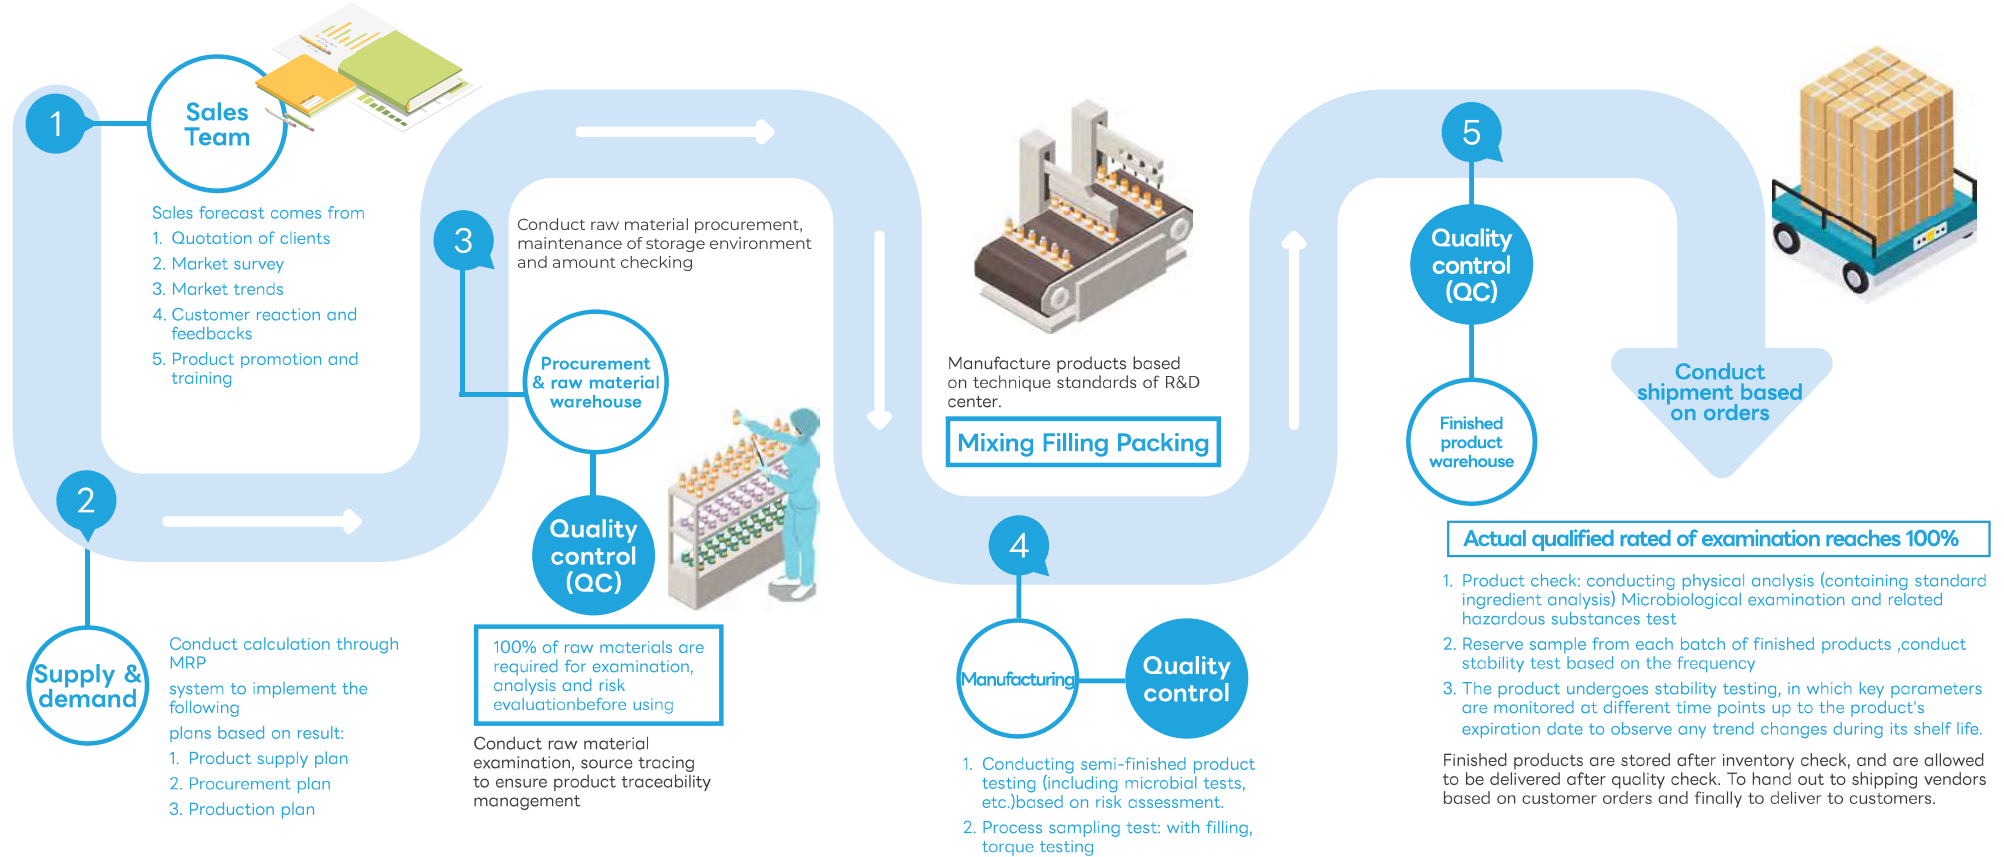 1
Sales
Team
Sales forecast comes from
1. Quotation of clients
2. Market survey
3. Market trends
4. Customer reaction and
feedbacks
5. Product promotion and
training
2
Supply &
demand
Conduct calculation through
MRP
system to implement the
following
plans based on result:
1. Product supply plan
2. Procurement plan
3. Production plan
3
Conduct raw material procurement,
maintenance of storage environment
and amount checking
Procurement
& raw material
warehouse
Quality
control
(QC)
100% of raw materials are
required for examination,
analysis and risk
evaluationbefore using
Conduct raw material
examination, source tracing
to ensure product traceability
management
Manufacture products based
on technique standards of R&D
center.
Mixing Filling Packing
4
Manufacturing
Quality
control
1. Conducting semi-finished product
testing (including microbial tests,
etc.)based on risk assessment.
2. Process sampling test: with filling,
torque testing
5
Quality
control
(QC)
Finished
product
warehouse
Conduct
shipment based
on orders
Actual qualified rated of examination reaches 100%
1. Product check: conducting physical analysis (containing standard
ingredient analysis) Microbiological examination and related
hazardous substances test
2. Reserve sample from each batch of finished products ,conduct
stability test based on the frequency
3. The product undergoes stability testing, in which key parameters
are monitored at different time points up to the product's
expiration date to observe any trend changes during its shelf life.
Finished products are stored after inventory check, and are allowed
to be delivered after quality check. To hand out to shipping vendors
based on customer orders and finally to deliver to customers.